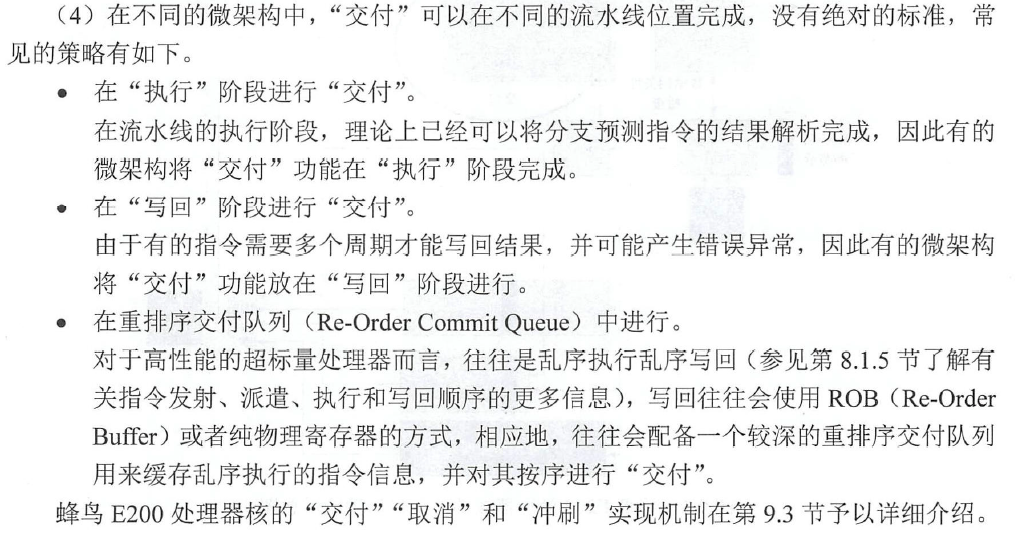 （4）在不同的微架构中，“交付”可以在不同的流水线位置完成，没有绝对的标准，常
见的策略有如下。
● 在“执行”阶段进行“交付”。
在流水线的执行阶段，理论上已经可以将分支预测指令的结果解析完成，因此有的
微架构将“交付”功能在“执行”阶段完成。
● 在“写回”阶段进行“交付”。
由于有的指令需要多个周期才能写回结果，并可能产生错误异常，因此有的微架构
将“交付”功能放在“写回”阶段进行。
● 在重排序交付队列（Re-Order Commit Queue）中进行。
对于高性能的超标量处理器而言，往往是乱序执行乱序写回（参见第 8.1.5 节了解有
关指令发射、派遣、执行和写回顺序的更多信息），写回往往会使用 ROB（Re-Order
Buffer）或者纯物理寄存器的方式，相应地，往往会配备一个较深的重排序交付队列
用来缓存乱序执行的指令信息，并对其按序进行“交付”。
蜂鸟 E200 处理器核的“交付”“取消”和“冲刷”实现机制在第 9.3 节予以详细介绍。